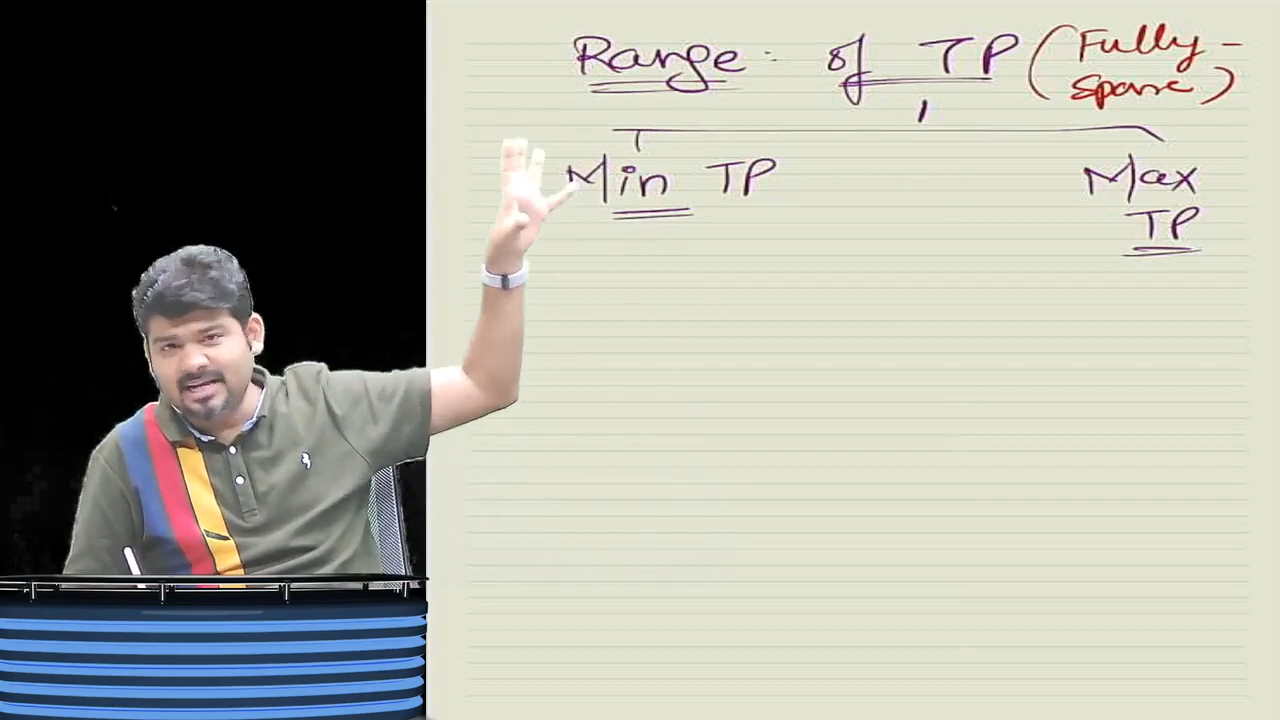 Range: of TP (Fully-
Spare)
Min TP
Max
TP